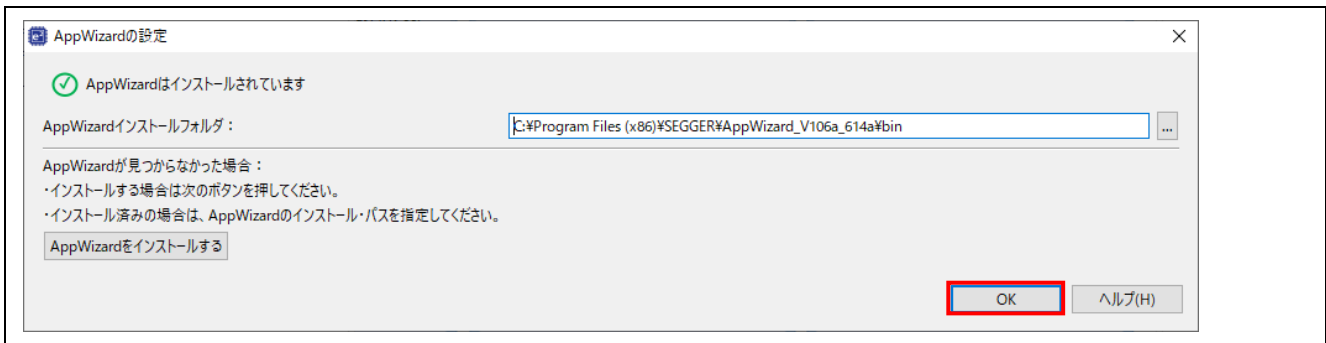 AppWizardの設定
AppWizardはインストールされています
AppWizardインストールフォルダ： C:¥Program Files (x86)¥SEGGER¥AppWizard_V106a_614a¥bin ...
AppWizardが見つからなかった場合：
・インストールする場合は次のボタンを押してください。
・インストール済みの場合は、AppWizardのインストール・パスを指定してください。
AppWizardをインストールする
OK ヘルプ(H)